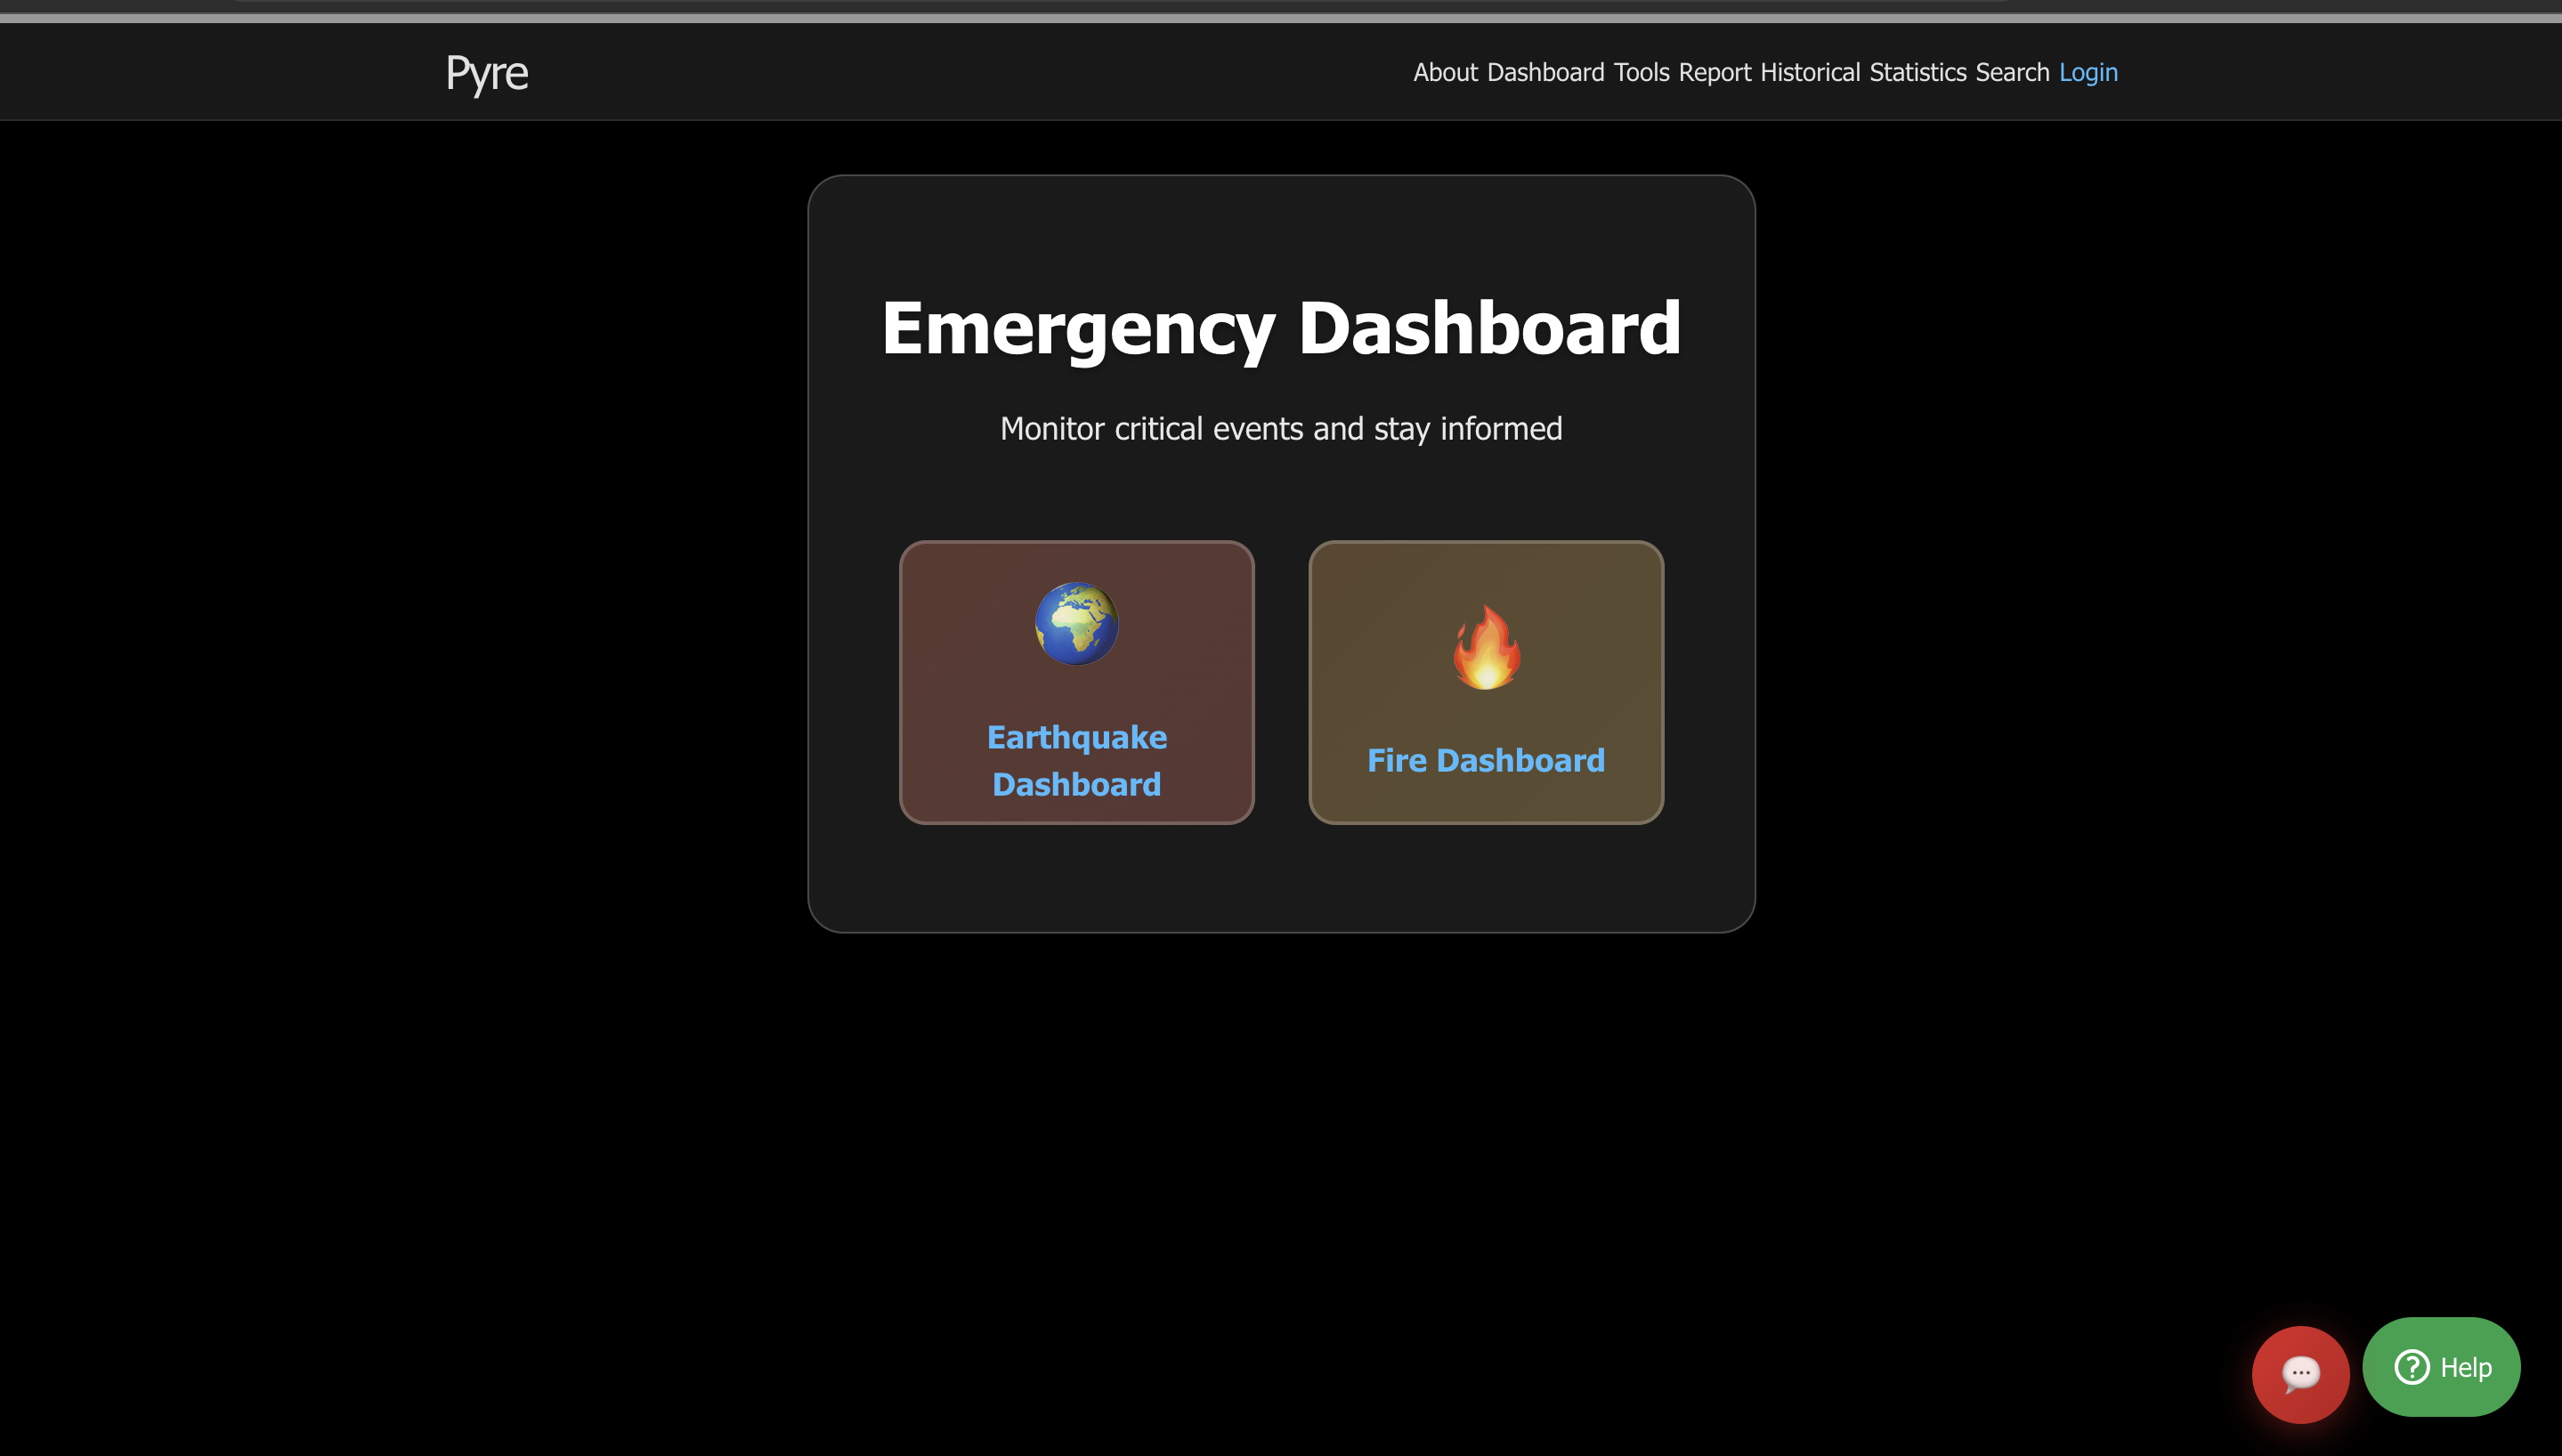 Pyre
About Dashboard Tools Report Historical Statistics Search Login
Emergency Dashboard
Monitor critical events and stay informed
Earthquake
Dashboard
Fire Dashboard
Help